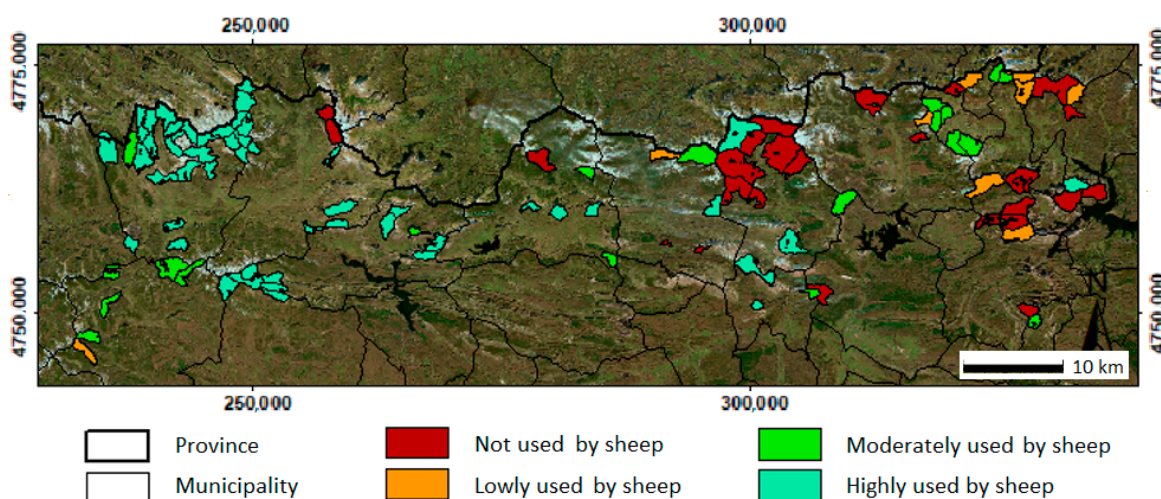 250,000 300,000
4775.000 4775.000
4750.000 4750.000
N
10 km
250,000 300,000
Province Not used by sheep Moderately used by sheep
Municipality Lowly used by sheep Highly used by sheep